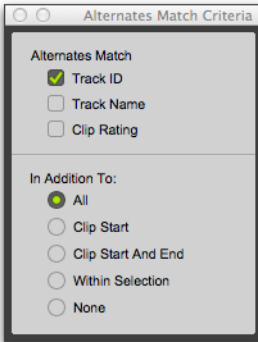 Alternates Match Criteria
Alternates Match
Track ID
Track Name
Clip Rating
In Addition To:
All
Clip Start
Clip Start And End
Within Selection
None